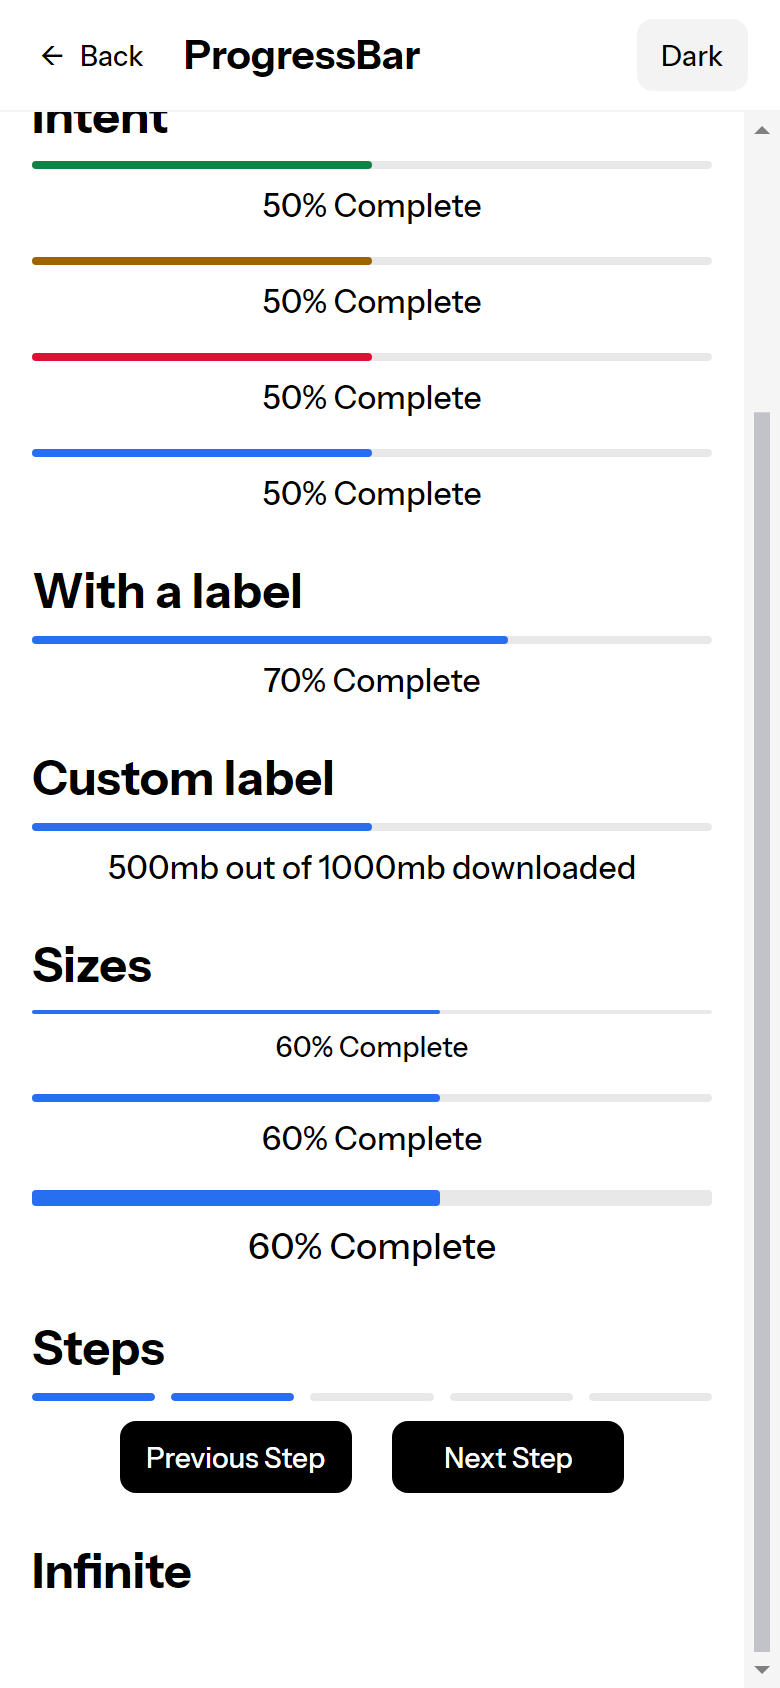 Back
ProgressBar
Dark
Intent
50% Complete
50% Complete
50% Complete
50% Complete
With a label
70% Complete
Custom label
500mb out of 1000mb downloaded
Sizes
60% Complete
60% Complete
60% Complete
Steps
Previous Step
Next Step
Infinite